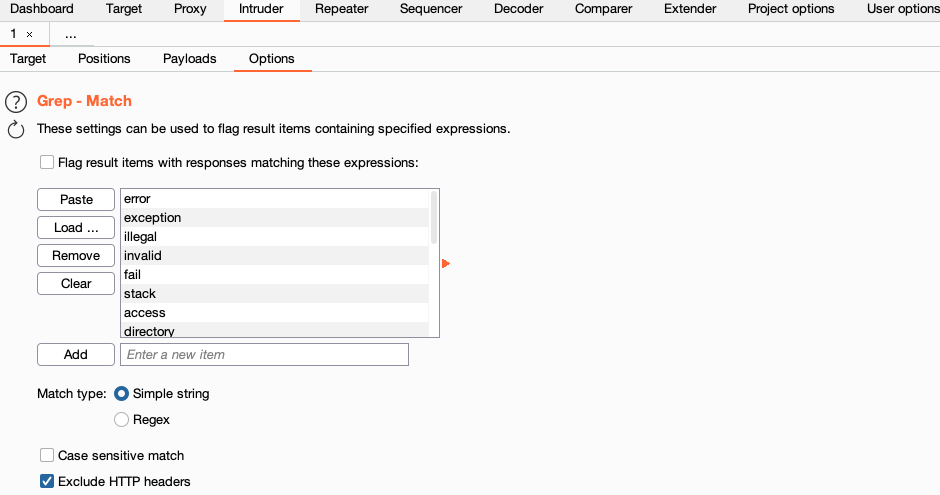 Dashboard Target Proxy Intruder Repeater Sequencer Decoder Comparer Extender Project options User options
1 × ...
Target Positions Payloads Options
? Grep - Match
These settings can be used to flag result items containing specified expressions.
Flag result items with responses matching these expressions:
Paste
Load ...
Remove
Clear
error
exception
illegal
invalid
fail
stack
access
directory
Add Enter a new item
Match type: Simple string
Regex
Case sensitive match
Exclude HTTP headers